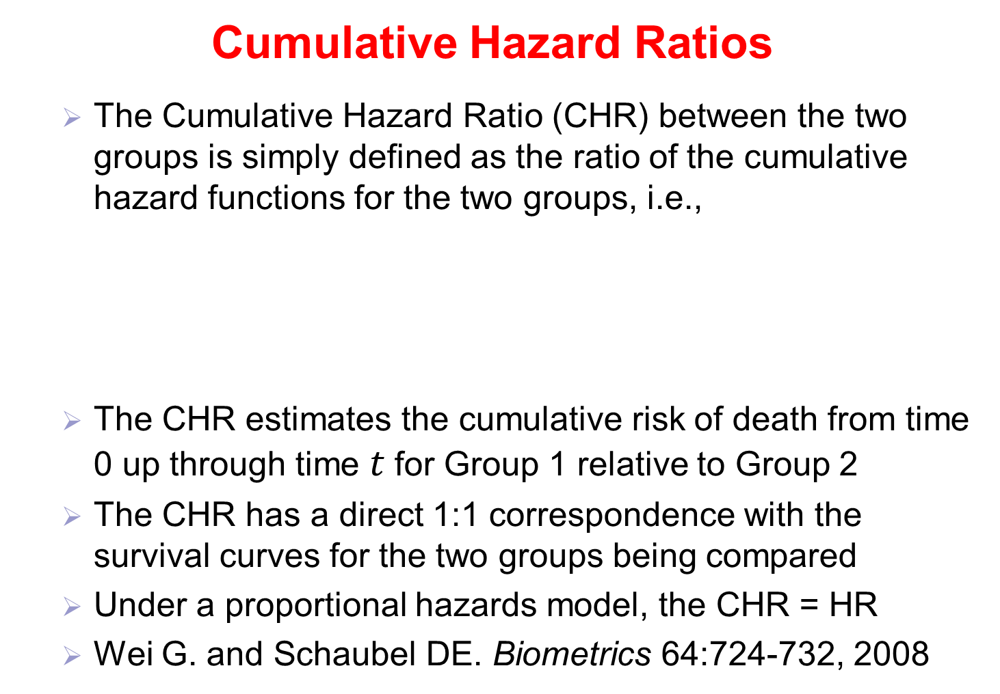 Cumulative Hazard Ratios
➢ The Cumulative Hazard Ratio (CHR) between the two
groups is simply defined as the ratio of the cumulative
hazard functions for the two groups, i.e.,
➢ The CHR estimates the cumulative risk of death from time
0 up through time 𝑡 for Group 1 relative to Group 2
➢ The CHR has a direct 1:1 correspondence with the
survival curves for the two groups being compared
➢ Under a proportional hazards model, the CHR = HR
➢ Wei G. and Schaubel DE. Biometrics 64:724-732, 2008